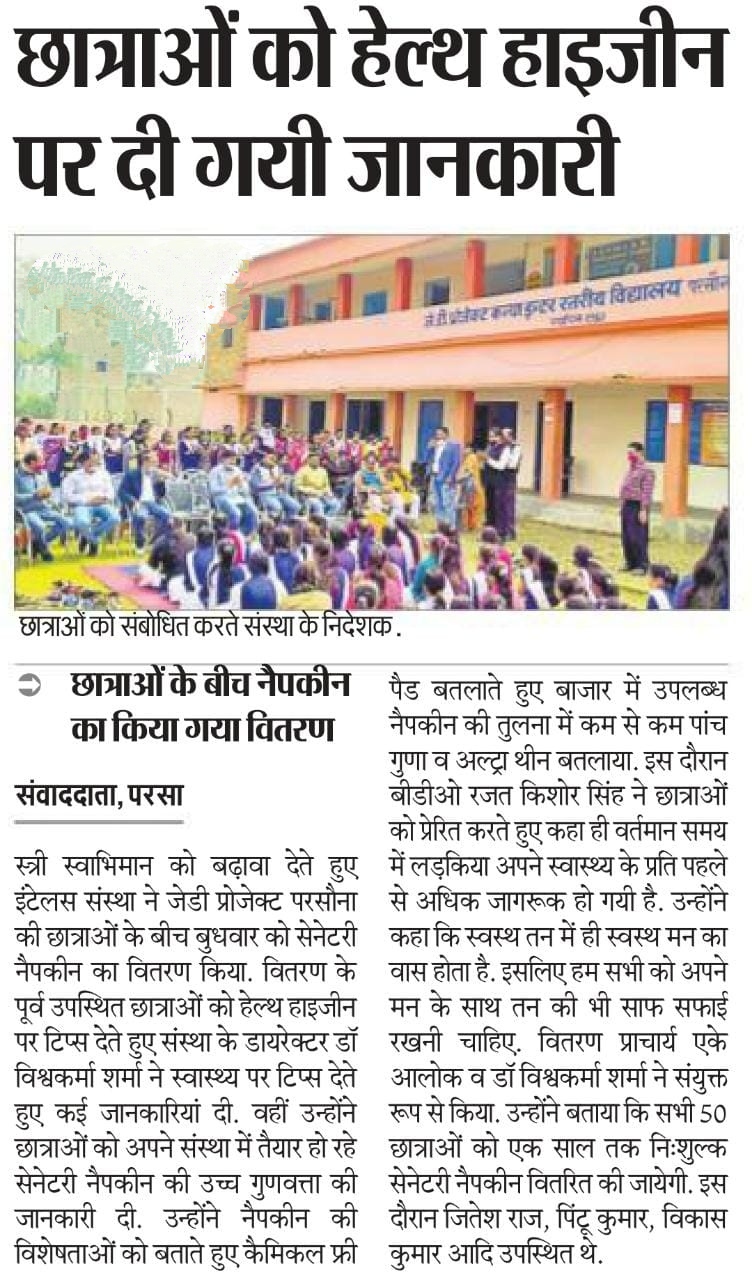 छात्राओं को हेल्थ हाइजीन
पर दी गयी जानकारी
जे.डी. प्रोजेक्ट कन्या इन्टर स्तरीय विद्यालय
छात्राओं को संबोधित करते संस्था के निदेशक.
छात्राओं के बीच नैपकीन
का किया गया वितरण
संवाददाता, परसा
स्त्री स्वाभिमान को बढ़ावा देते हुए
इंटेलस संस्था ने जेडी प्रोजेक्ट परसौना
की छात्राओं के बीच बुधवार को सेनेटरी
नैपकीन का वितरण किया. वितरण के
पूर्व उपस्थित छात्राओं को हेल्थ हाइजीन
पर टिप्स देते हुए संस्था के डायरेक्टर डॉ
विश्वकर्मा शर्मा ने स्वास्थ्य पर टिप्स देते
हुए कई जानकारियां दी. वहीं उन्होंने
छात्राओं को अपने संस्था में तैयार हो रहे
सेनेटरी नैपकीन की उच्च गुणवत्ता की
जानकारी दी. उन्होंने नैपकीन की
विशेषताओं को बताते हुए कैमिकल फ्री
पैड बतलाते हुए बाजार में उपलब्ध
नैपकीन की तुलना में कम से कम पांच
गुणा व अल्ट्रा थीन बतलाया. इस दौरान
बीडीओ रजत किशोर सिंह ने छात्राओं
को प्रेरित करते हुए कहा ही वर्तमान समय
में लड़किया अपने स्वास्थ्य के प्रति पहले
से अधिक जागरूक हो गयी है. उन्होंने
कहा कि स्वस्थ तन में ही स्वस्थ मन का
वास होता है. इसलिए हम सभी को अपने
मन के साथ तन की भी साफ सफाई
रखनी चाहिए. वितरण प्राचार्य एके
आलोक व डॉ विश्वकर्मा शर्मा ने संयुक्त
रूप से किया. उन्होंने बताया कि सभी 50
छात्राओं को एक साल तक निःशुल्क
सेनेटरी नैपकीन वितरित की जायेगी. इस
दौरान जितेश राज, पिंटू कुमार, विकास
कुमार आदि उपस्थित थे.